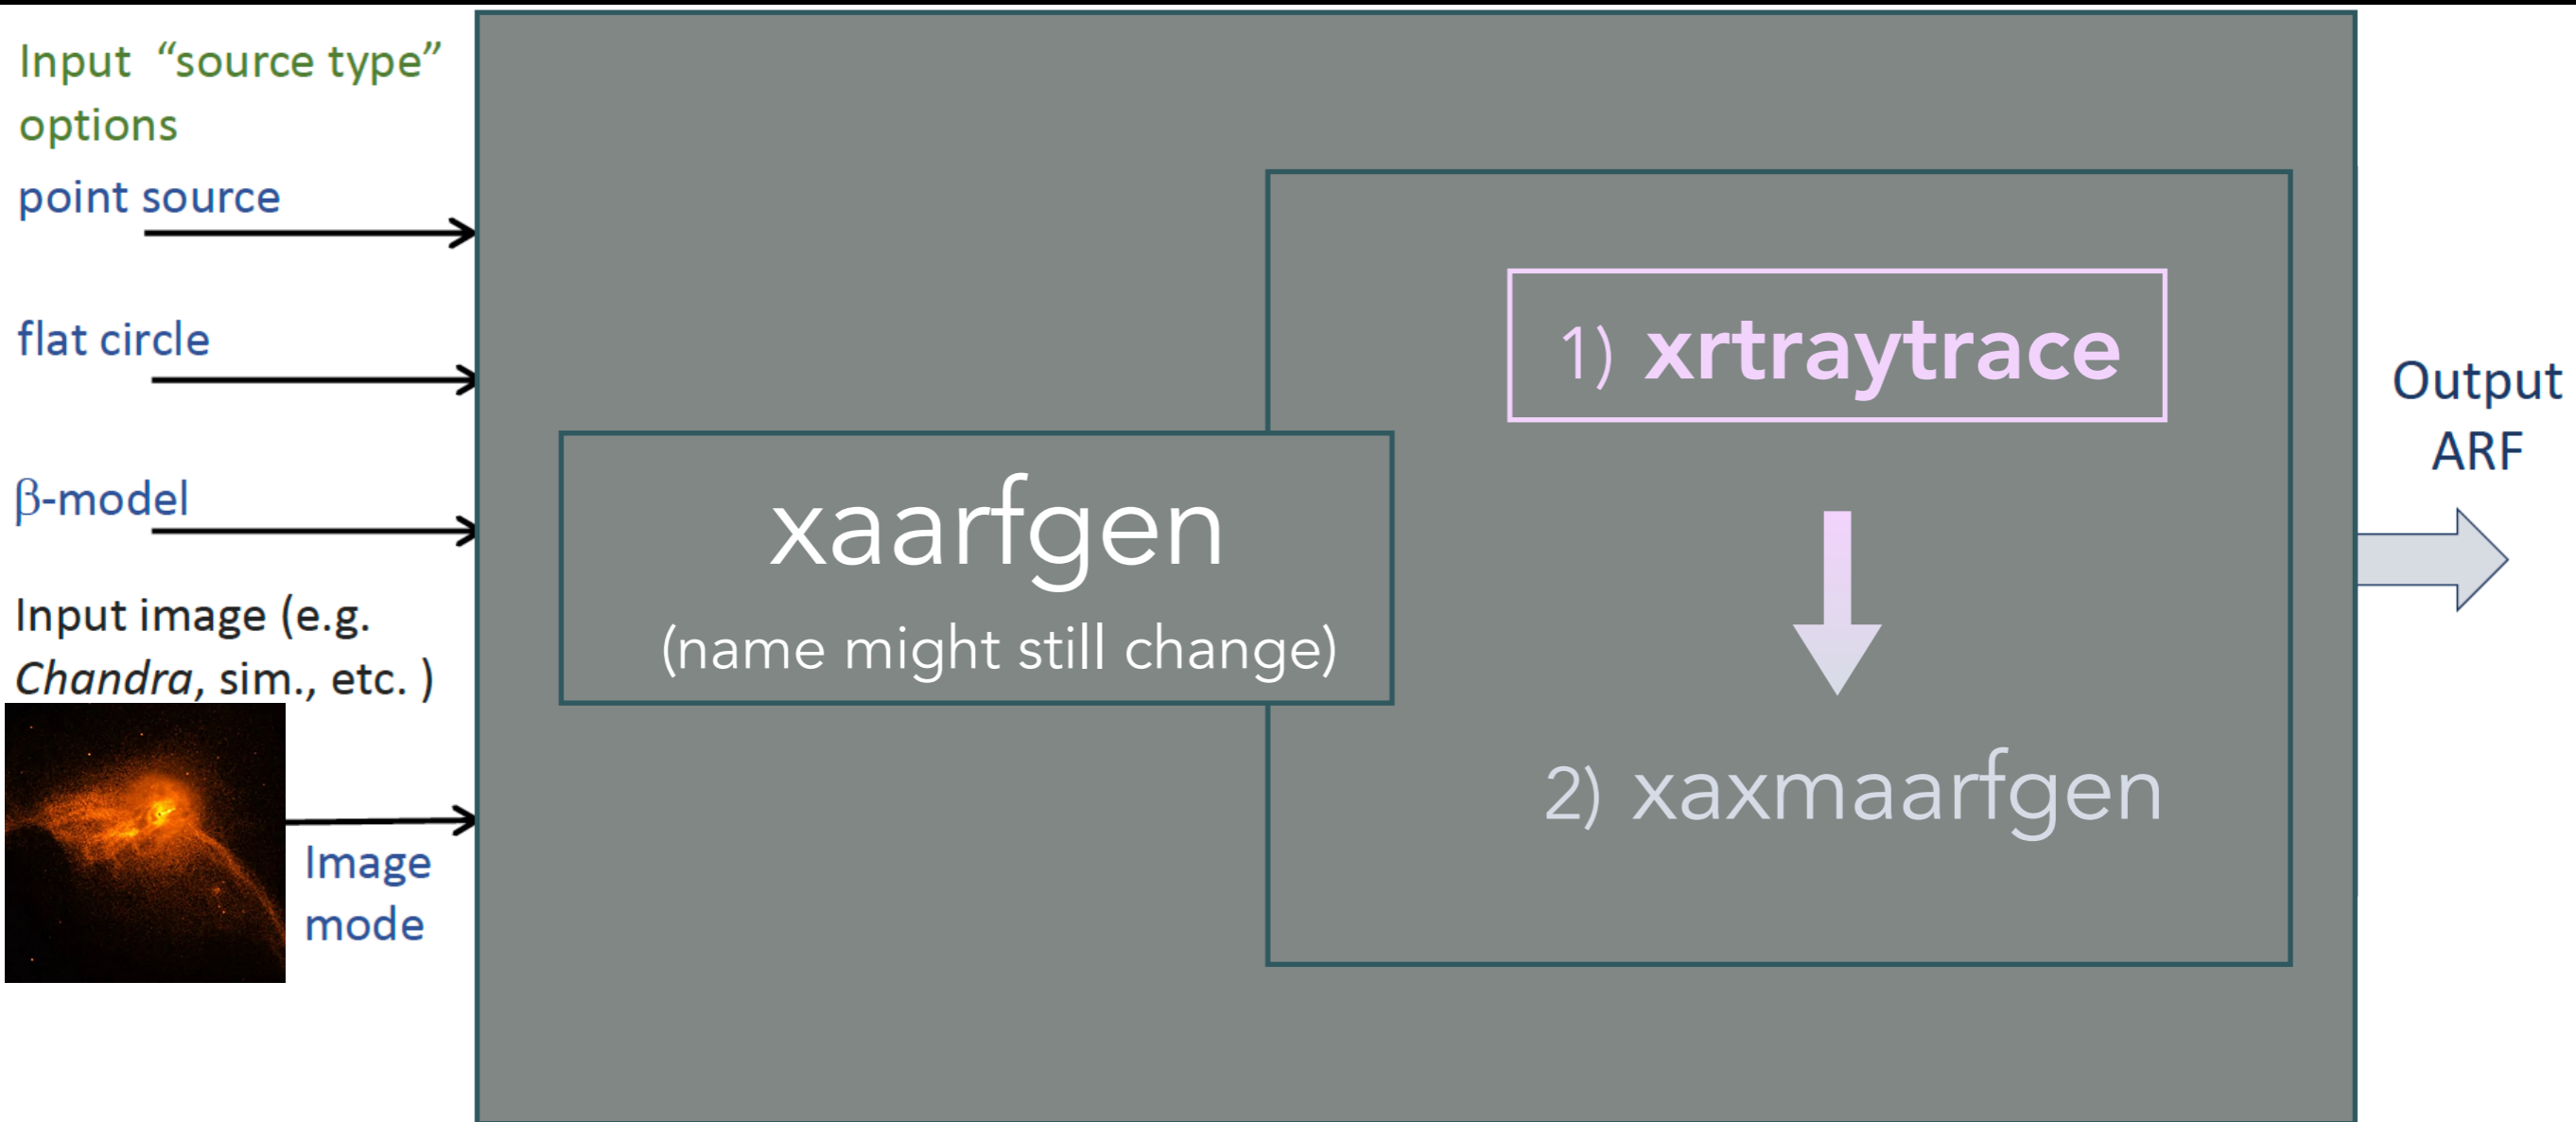 Input “source type”
options
point source
flat circle
β-model
Input image (e.g.
Chandra, sim., etc. )
Image
mode
xaarfgen
(name might still change)
1) xrtraytrace
2) xaxmaarfgen
Output
ARF